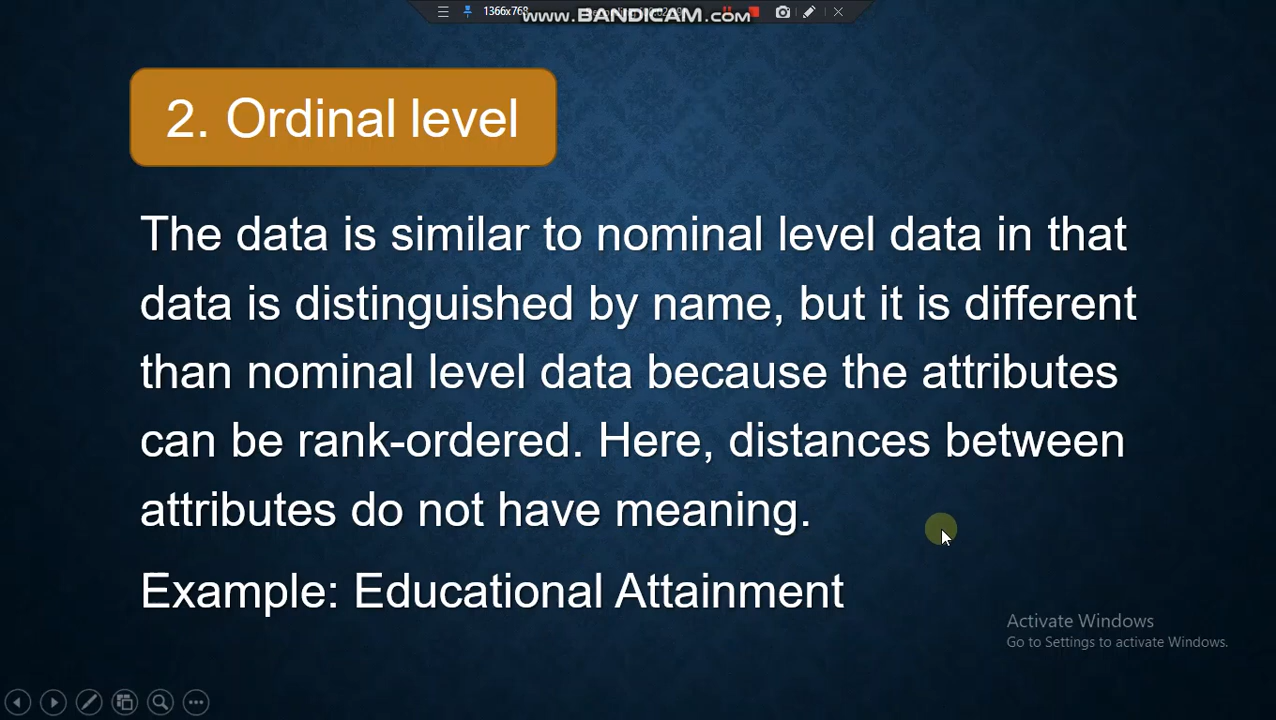 1366x768
www.BANDICAM.com
2. Ordinal level
The data is similar to nominal level data in that
data is distinguished by name, but it is different
than nominal level data because the attributes
can be rank-ordered. Here, distances between
attributes do not have meaning.
Example: Educational Attainment
Activate Windows
Go to Settings to activate Windows.